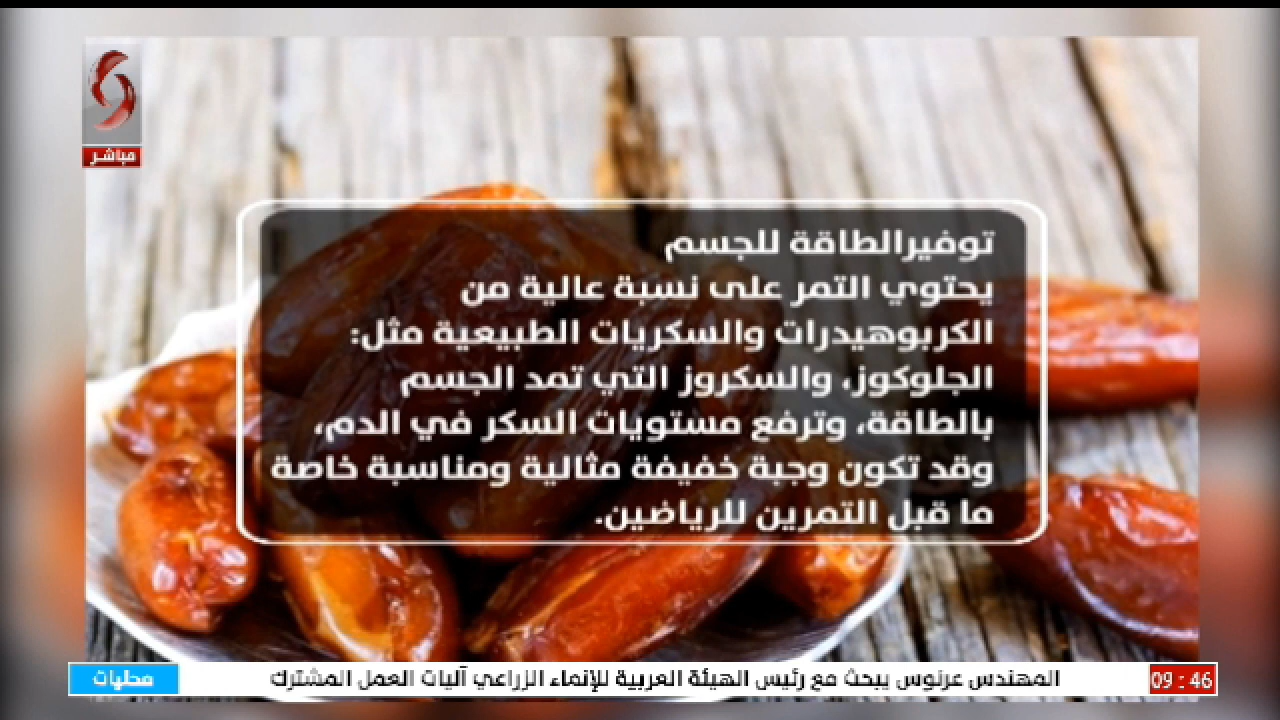 مباشر
توفيرالطاقة للجسم
يحتوي التمر على نسبة عالية من
الكربوهيدرات والسكريات الطبيعية مثل:
الجلوكوز، والسكروز التي تمد الجسم
بالطاقة، وترفع مستويات السكر في الدم،
وقد تكون وجبة خفيفة مثالية ومناسبة خاصة
ما قبل التمرين للرياضين.
محليات
المهندس عرنوس يبحث مع رئيس الهيئة العربية للإنماء الزراعي آليات العمل المشترك
09 : 46